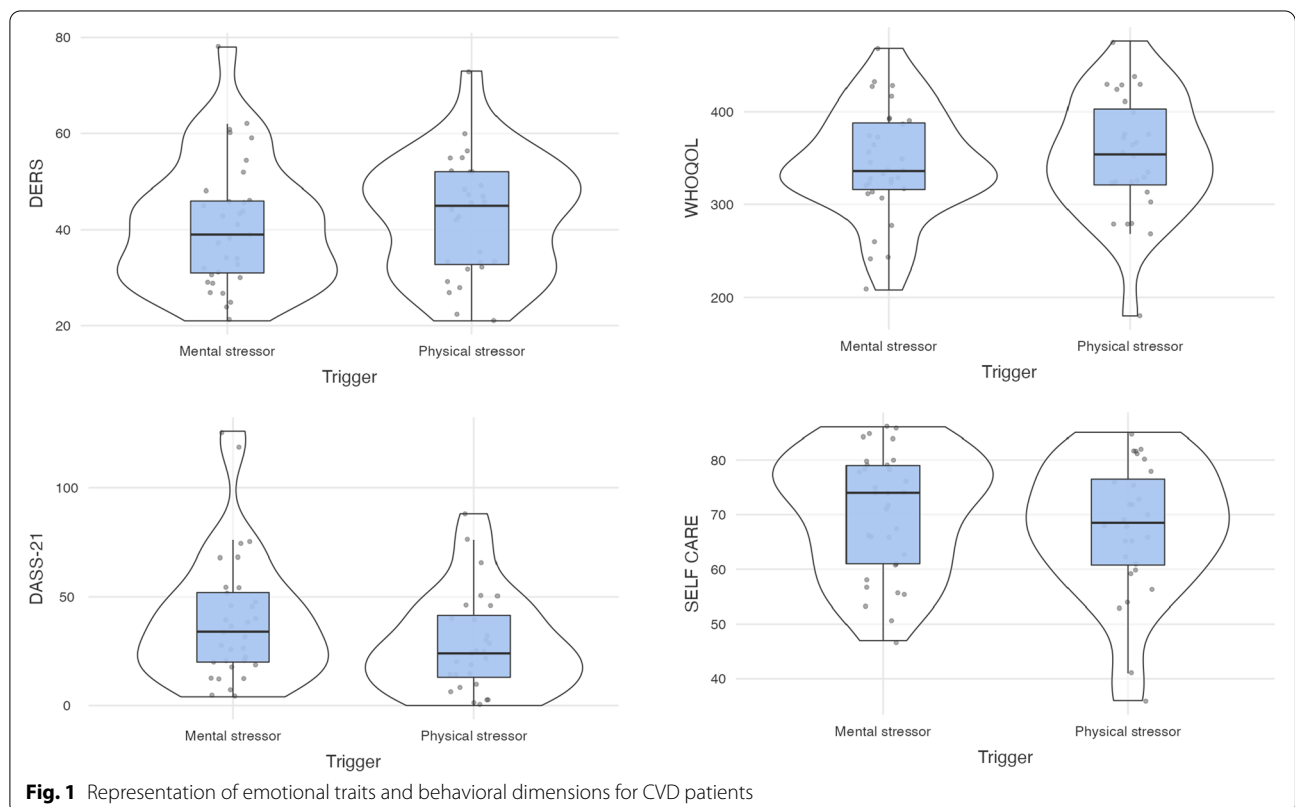 80
60
40
20
DERS
Mental stressor
Physical stressor
Trigger
400
300
200
WHOQOL
Mental stressor
Physical stressor
Trigger
100
50
0
DASS-21
Mental stressor
Physical stressor
Trigger
80
70
60
50
40
SELF CARE
Mental stressor
Physical stressor
Trigger
Fig. 1 Representation of emotional traits and behavioral dimensions for CVD patients